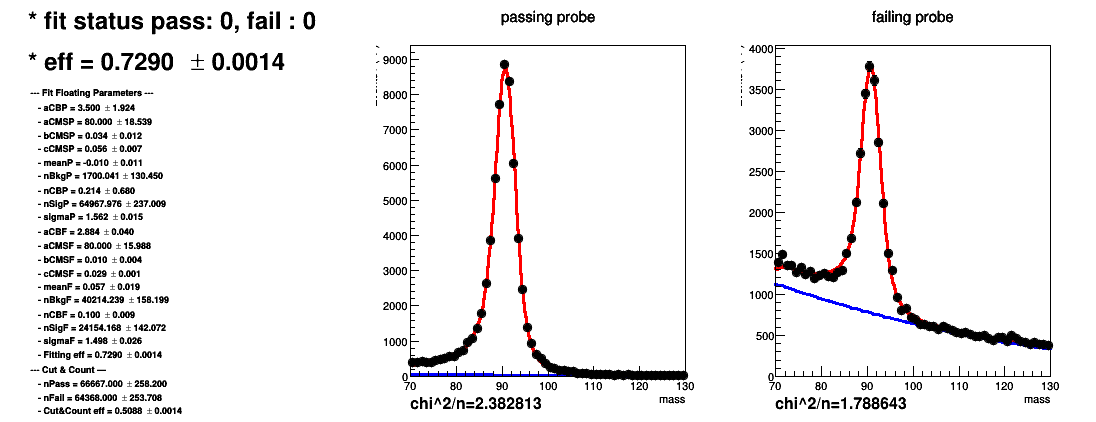 * fit status pass: 0, fail : 0
* eff = 0.7290 ± 0.0014
--- Fit Floating Parameters ---
- aCBP = 3.500 ± 1.924
- aCMSP = 80.000 ± 18.539
- bCMSP = 0.034 ± 0.012
- cCMSP = 0.056 ± 0.007
- meanP = -0.010 ± 0.011
- nBkgP = 1700.041 ± 130.450
- nCBP = 0.214 ± 0.680
- nSigP = 64967.976 ± 237.009
- sigmaP = 1.562 ± 0.015
- aCBF = 2.884 ± 0.040
- aCMSF = 80.000 ± 15.988
- bCMSF = 0.010 ± 0.004
- cCMSF = 0.029 ± 0.001
- meanF = 0.057 ± 0.019
- nBkgF = 40214.239 ± 158.199
- nCBF = 0.100 ± 0.009
- nSigF = 24154.168 ± 142.072
- sigmaF = 1.498 ± 0.026
- Fitting eff = 0.7290 ± 0.0014
--- Cut & Count ---
- nPass = 66667.000 ± 258.200
- nFail = 64368.000 ± 253.708
- Cut&Count eff = 0.5088 ± 0.0014
passing probe
9000
8000
7000
6000
5000
4000
3000
2000
1000
0
70 80 90 100 110 120 130
mass
chi^2/n=2.382813
failing probe
4000
3500
3000
2500
2000
1500
1000
500
0
70 80 90 100 110 120 130
mass
chi^2/n=1.788643